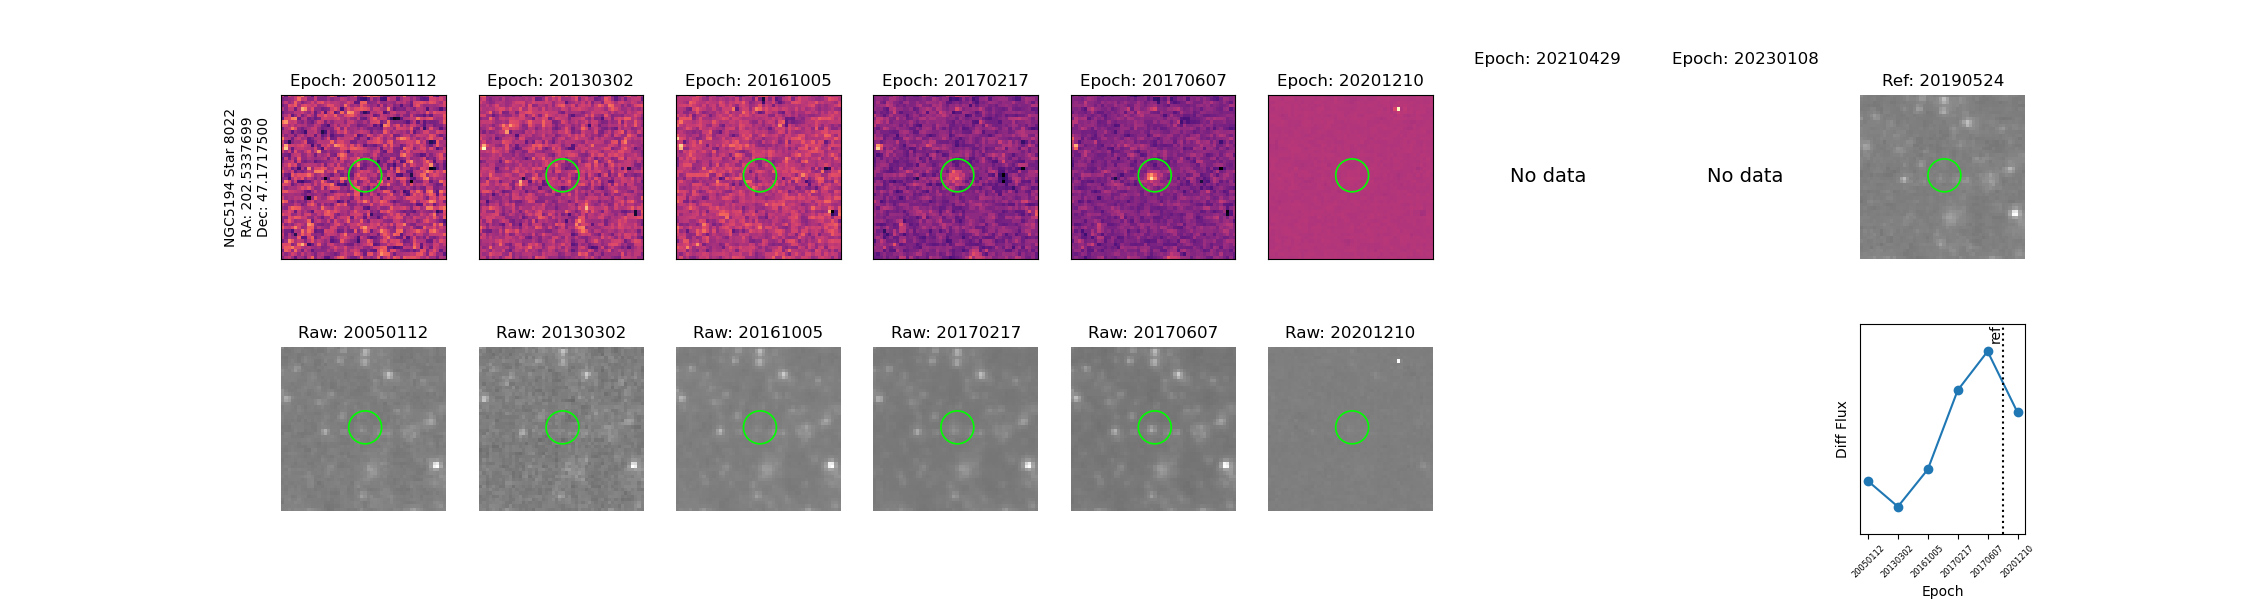 NGC5194 Star 8022
RA: 202.5337699
Dec: 47.1717500
Epoch: 20050112
Epoch: 20130302
Epoch: 20161005
Epoch: 20170217
Epoch: 20170607
Epoch: 20201210
Epoch: 20210429
Epoch: 20230108
Ref: 20190524
No data
No data
Raw: 20050112
Raw: 20130302
Raw: 20161005
Raw: 20170217
Raw: 20170607
Raw: 20201210
ref
Diff Flux
20050112
20130302
20161005
20170217
20170607
20201210
Epoch